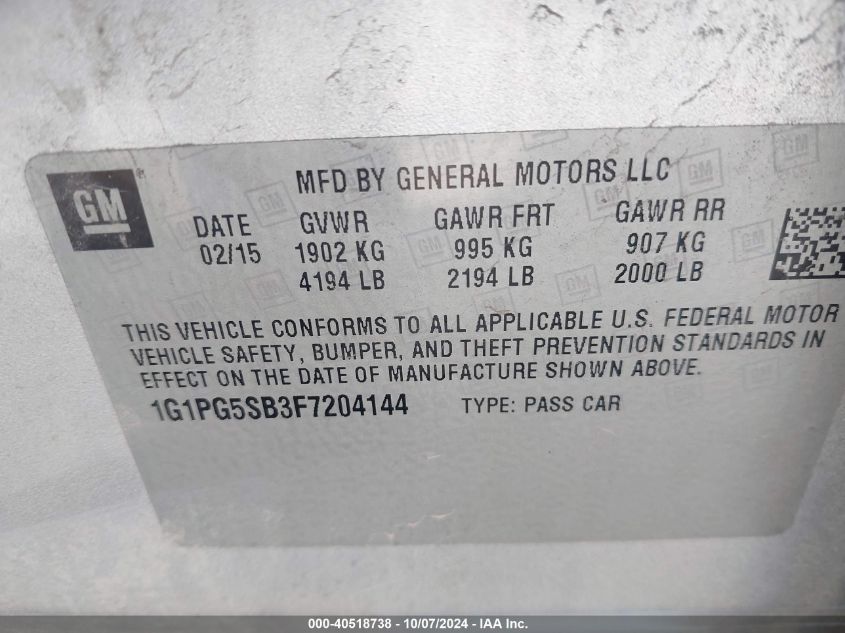 GM
MFD BY GENERAL MOTORS LLC
DATE GVWR GAWR FRT GAWR RR
02/15 1902 KG 995 KG 907 KG
4194 LB 2194 LB 2000 LB
THIS VEHICLE CONFORMS TO ALL APPLICABLE U.S. FEDERAL MOTOR
VEHICLE SAFETY, BUMPER, AND THEFT PREVENTION STANDARDS IN
EFFECT ON THE DATE OF MANUFACTURE SHOWN ABOVE.
1G1PG5SB3F7204144 TYPE: PASS CAR
000-40518738 - 10/07/2024 - IAA Inc.